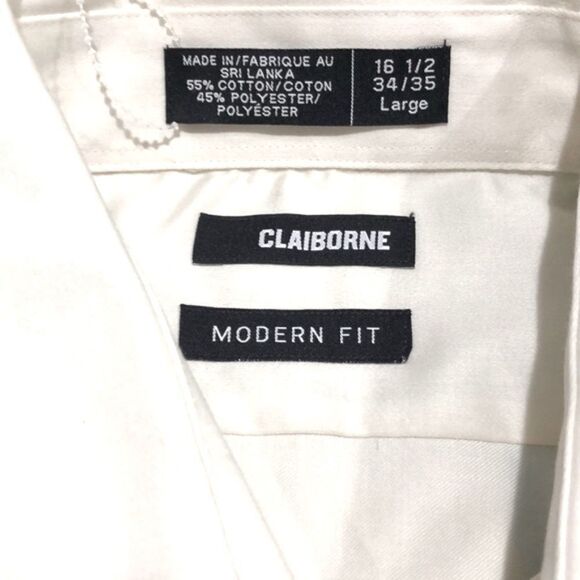 MADE IN/FABRIQUE AU
SRI LANKA
55% COTTON/COTON
45% POLYESTER/
POLYÉSTER
16 1/2
34/35
Large
CLAIBORNE
MODERN FIT